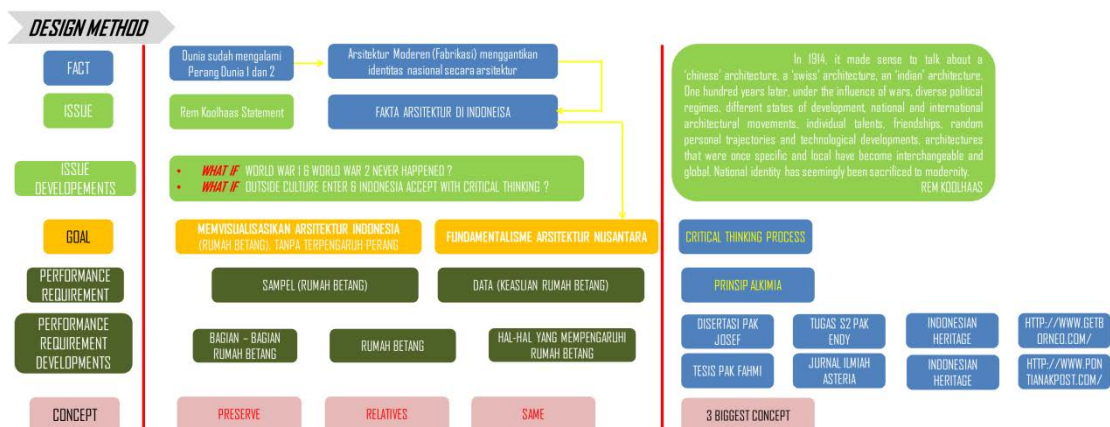 DESIGN METHOD
FACT
Dunia sudah mengalami
Perang Dunia 1 dan 2
Arsitektur Moderen (Fabrikasi) menggantikan
identitas nasional secara arsitektur
In 1914, it made sense to talk about a
'chinese' architecture, a 'swiss' architecture, an 'indian' architecture.
One hundred years later, under the influence of wars, diverse political
regimes, different states of development, national and international
architectural movements, individual talents, friendships, random
personal trajectories and technological developments, architectures
that were once specific and local have become interchangeable and
global. National identity has seemingly been sacrificed to modernity.
REM KOOLHAAS
ISSUE
Rem Koolhaas Statement
FAKTA ARSITEKTUR DI INDONEISA
ISSUE
DEVELOPEMENTS
• WHAT IF WORLD WAR 1 & WORLD WAR 2 NEVER HAPPENED ?
• WHAT IF OUTSIDE CULTURE ENTER & INDONESIA ACCEPT WITH CRITICAL THINKING ?
GOAL
MEMVISUALISASIKAN ARSITEKTUR INDONESIA
(RUMAH BETANG), TANPA TERPENGARUH PERANG
FUNDAMENTALISME ARSITEKTUR NUSANTARA
CRITICAL THINKING PROCESS
PERFORMANCE
REQUIREMENT
SAMPEL (RUMAH BETANG)
DATA (KEASLIAN RUMAH BETANG)
PRINSIP ALKIMIA
PERFORMANCE
REQUIREMENT
DEVELOPMENTS
BAGIAN – BAGIAN
RUMAH BETANG
RUMAH BETANG
HAL-HAL YANG MEMPENGARUHI
RUMAH BETANG
DISERTASI PAK
JOSEF
TUGAS S2 PAK
ENDY
INDONESIAN
HERITAGE
HTTP://WWW.GETB
ORNEO.COM/
TESIS PAK FAHMI
JURNAL ILMIAH
ASTERIA
INDONESIAN
HERITAGE
HTTP://WWW.PON
TIANAKPOST.COM/
CONCEPT
PRESERVE
RELATIVES
SAME
3 BIGGEST CONCEPT